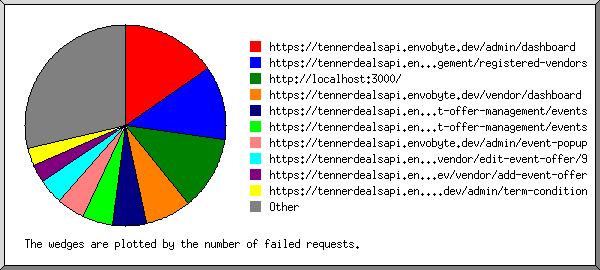 https://tennerdealsapi.envobyte.dev/admin/dashboard
https://tennerdealsapi.en...gement/registered-vendors
http://localhost:3000/
https://tennerdealsapi.envobyte.dev/vendor/dashboard
https://tennerdealsapi.en...t-offer-management/events
https://tennerdealsapi.en...t-offer-management/events
https://tennerdealsapi.envobyte.dev/admin/event-popup
https://tennerdealsapi.en...vendor/edit-event-offer/9
https://tennerdealsapi.en...ev/vendor/add-event-offer
https://tennerdealsapi.en....dev/admin/term-condition
Other
The wedges are plotted by the number of failed requests.